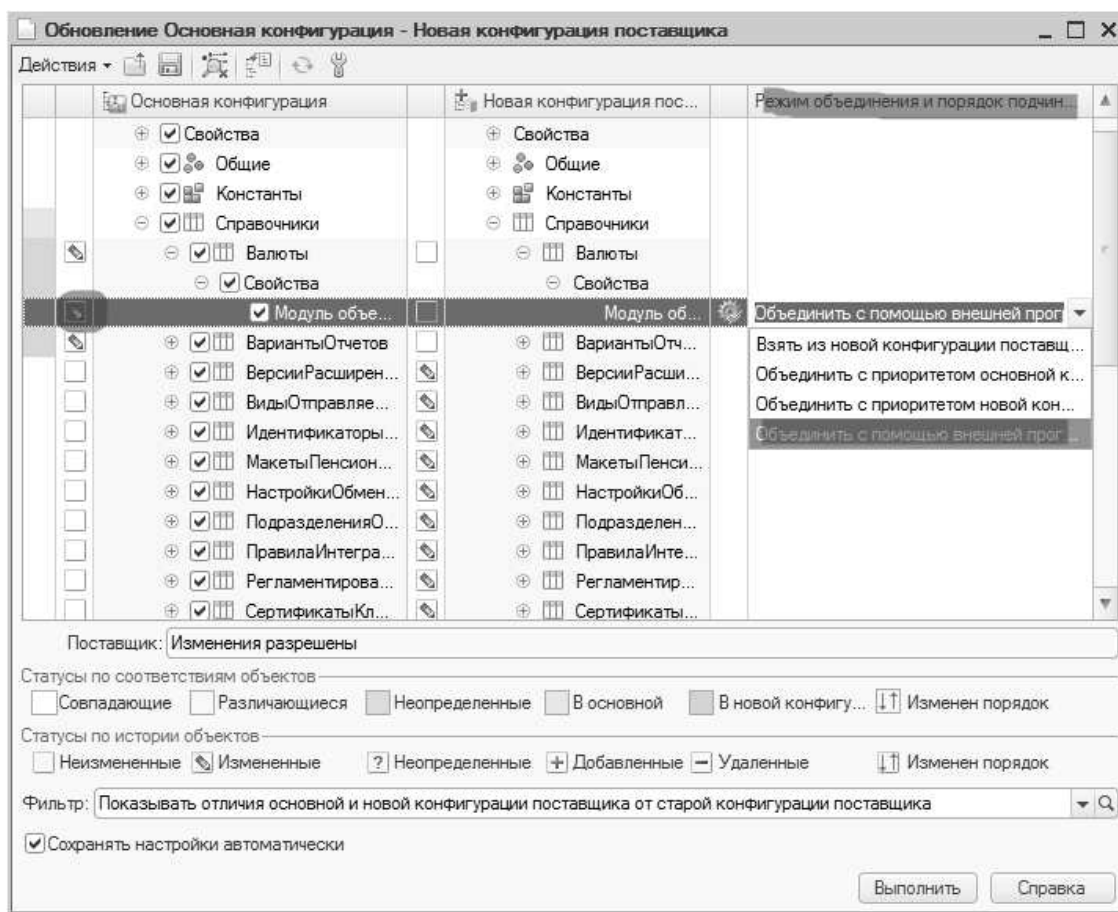 Обновление Основная конфигурация - Новая конфигурация поставщика
Действия
Основная конфигурация Новая конфигурация пос... Режим объединения и порядок подчин...
Свойства Свойства
Общие Общие
Константы Константы
Справочники Справочники
Валюты Валюты
Свойства Свойства
Модуль объе... Модуль об... Объединить с помощью внешней прог
ВариантыОтчетов ВариантыОтч... Взять из новой конфигурации поставщ...
ВерсииРасширен... ВерсииРасши... Объединить с приоритетом основной к...
ВидыОтправляе... ВидыОтправл... Объединить с приоритетом новой кон...
Идентификаторы... Идентификат... Объединить с помощью внешней прог...
МакетыПенсион... МакетыПенси...
НастройкиОбмен... НастройкиОб...
ПодразделенияО... Подразделен...
ПравилаИнтегра... ПравилаИнте...
Регламентирова... Регламентир...
СертификатыКл... Сертификаты...
Поставщик: Изменения разрешены
Статусы по соответствиям объектов
Совпадающие Различающиеся Неопределенные В основной В новой конфигу... Изменен порядок
Статусы по истории объектов
Неизмененные Измененные ? Неопределенные + Добавленные − Удаленные Изменен порядок
Фильтр: Показывать отличия основной и новой конфигурации поставщика от старой конфигурации поставщика
Сохранять настройки автоматически
Выполнить Справка